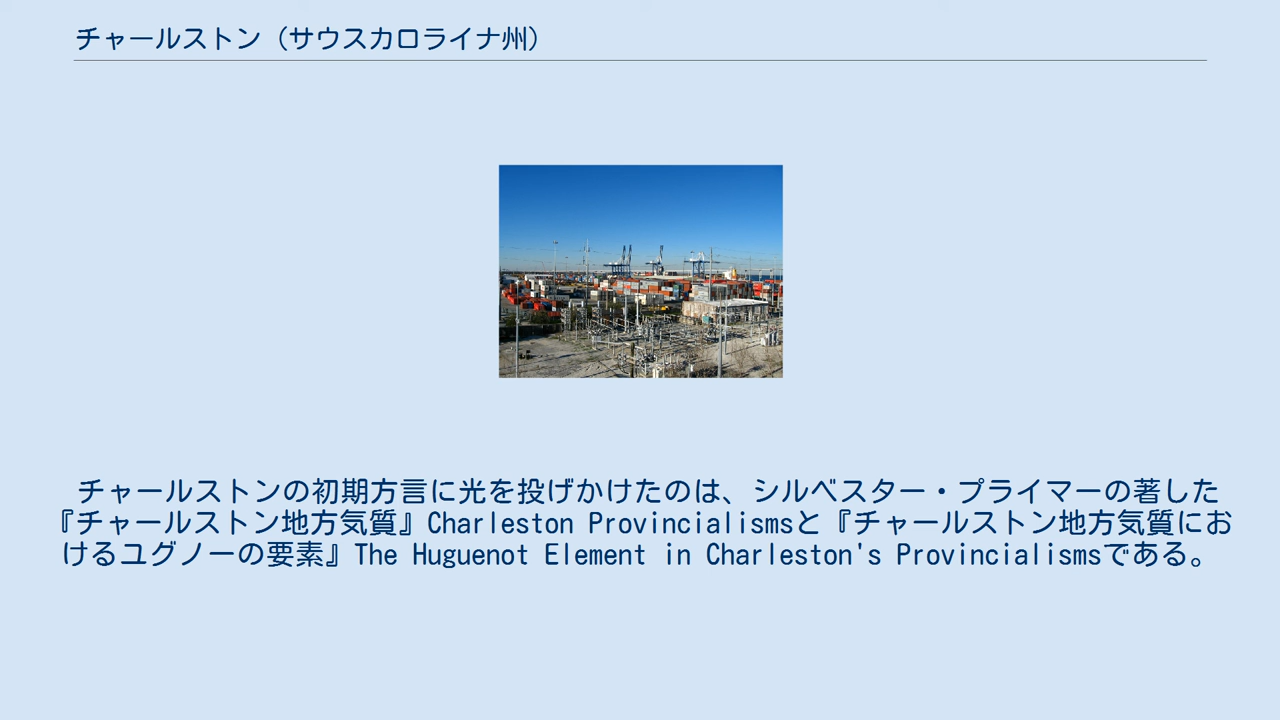 チャールストン（サウスカロライナ州）
チャールストンの初期方言に光を投げかけたのは、シルベスター・プライマーの著した
『チャールストン地方気質』Charleston Provincialismsと『チャールストン地方気質にお
けるユグノーの要素』The Huguenot Element in Charleston's Provincialismsである。